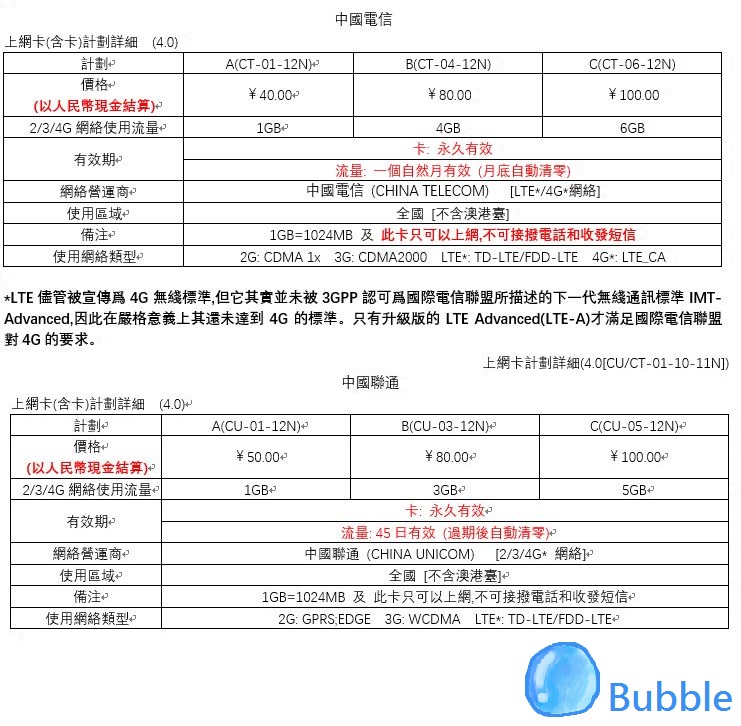 中國電信
上網卡(含卡)計劃詳細 (4.0)
計劃 A(CT-01-12N) B(CT-04-12N) C(CT-06-12N)
價格
(以人民幣現金結算) ￥40.00 ￥80.00 ￥100.00
2/3/4G 網絡使用流量 1GB 4GB 6GB
有效期 卡: 永久有效
流量: 一個自然月有效 (月底自動清零)
網絡營運商 中國電信 (CHINA TELECOM) [LTE*/4G*網絡]
使用區域 全國 [不含澳港臺]
備注 1GB=1024MB 及 此卡只可以上網,不可接撥電話和收發短信
使用網絡類型 2G: CDMA 1x 3G: CDMA2000 LTE*: TD-LTE/FDD-LTE 4G*: LTE_CA
*LTE 儘管被宣傳爲 4G 無綫標準,但它其實並未被 3GPP 認可爲國際電信聯盟所描述的下一代無綫通訊標準 IMT-
Advanced,因此在嚴格意義上其還未達到 4G 的標準。只有升級版的 LTE Advanced(LTE-A)才滿足國際電信聯盟
對 4G 的要求。
上網卡計劃詳細(4.0[CU/CT-01-10-11N])
中國聯通
上網卡(含卡)計劃詳細 (4.0)
計劃 A(CU-01-12N) B(CU-03-12N) C(CU-05-12N)
價格
(以人民幣現金結算) ￥50.00 ￥80.00 ￥100.00
2/3/4G 網絡使用流量 1GB 3GB 5GB
有效期 卡: 永久有效
流量: 45 日有效 (過期後自動清零)
網絡營運商 中國聯通 (CHINA UNICOM) [2/3/4G* 網絡]
使用區域 全國 [不含澳港臺]
備注 1GB=1024MB 及 此卡只可以上網,不可接撥電話和收發短信
使用網絡類型 2G: GPRS;EDGE 3G: WCDMA LTE*: TD-LTE/FDD-LTE
Bubble